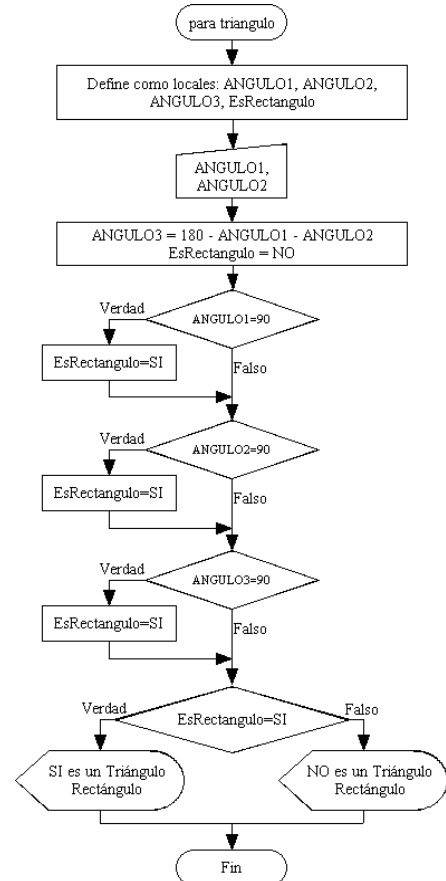 para triangulo
Define como locales: ANGULO1, ANGULO2,
ANGULO3, EsRectangulo
ANGULO1,
ANGULO2
ANGULO3 = 180 - ANGULO1 - ANGULO2
EsRectangulo = NO
Verdad
ANGULO1=90
EsRectangulo=SI
Falso
Verdad
ANGULO2=90
EsRectangulo=SI
Falso
Verdad
ANGULO3=90
EsRectangulo=SI
Falso
Verdad
EsRectangulo=SI
Falso
SI es un Triángulo
Rectángulo
NO es un Triángulo
Rectángulo
Fin